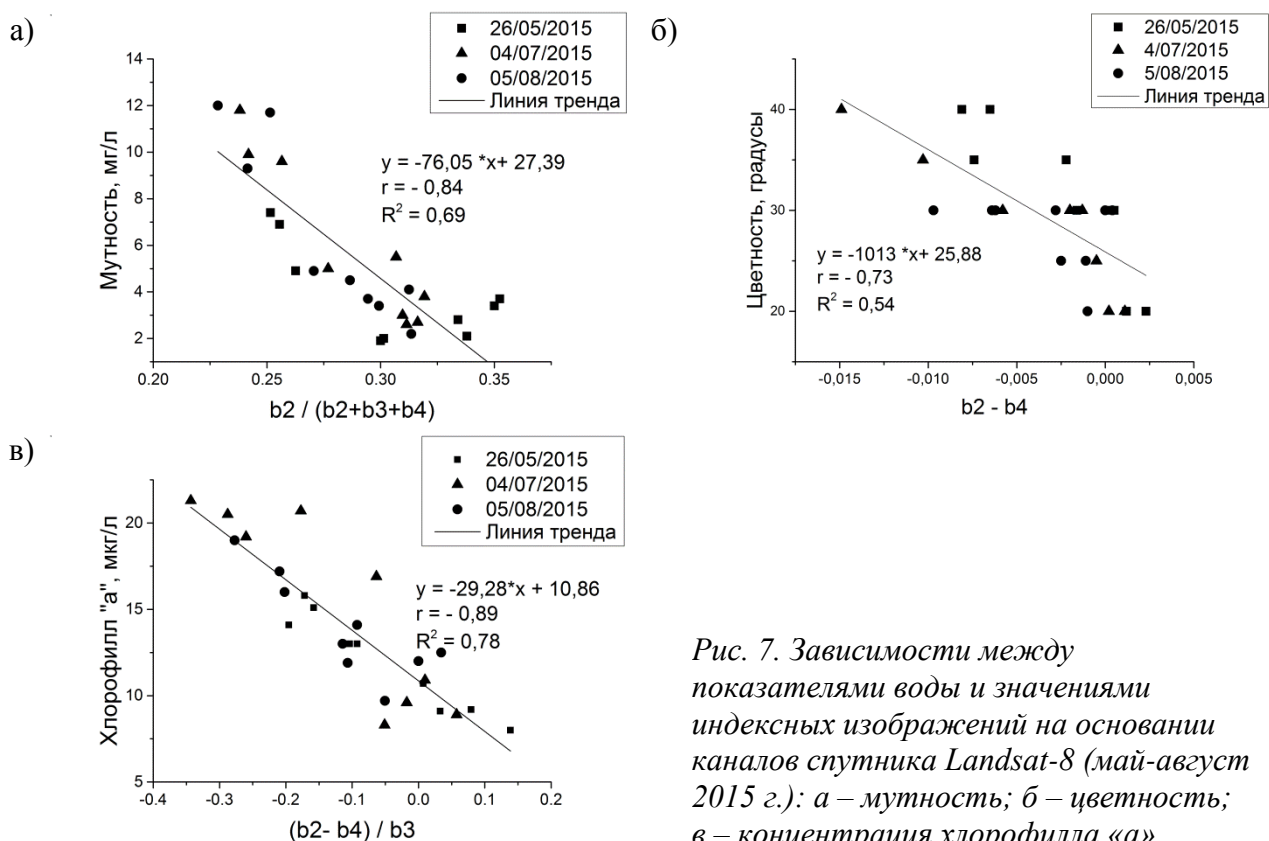 а)
■ 26/05/2015
▲ 04/07/2015
● 05/08/2015
Линия тренда
Мутность, мг/л
14
12
10
8
6
4
2
y = -76,05 *x+ 27,39
r = - 0,84
R² = 0,69
0.20 0.25 0.30 0.35
b2 / (b2+b3+b4)
б)
■ 26/05/2015
▲ 4/07/2015
● 5/08/2015
Линия тренда
Цветность, градусы
40
30
20
y = -1013 *x+ 25,88
r = - 0,73
R² = 0,54
-0,015 -0,010 -0,005 0,000 0,005
b2 - b4
в)
■ 26/05/2015
▲ 04/07/2015
● 05/08/2015
Линия тренда
Хлорофилл "а", мкг/л
20
15
10
5
y = -29,28*x + 10,86
r = - 0,89
R² = 0,78
-0.4 -0.3 -0.2 -0.1 0.0 0.1 0.2
(b2- b4) / b3
Рис. 7. Зависимости между
показателями воды и значениями
индексных изображений на основании
каналов спутника Landsat-8 (май-август
2015 г.): а – мутность; б – цветность;
в – концентрация хлорофилла «а»